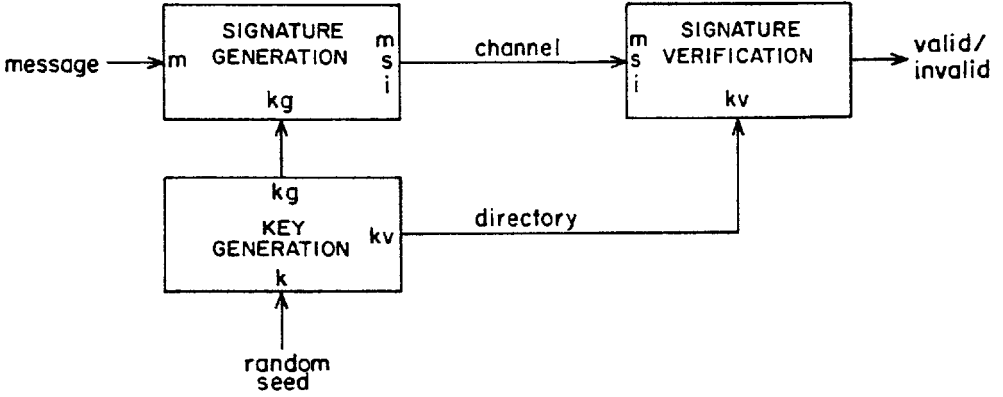 message
m
SIGNATURE
GENERATION
m
s
i
kg
channel
m
s
i
SIGNATURE
VERIFICATION
kv
valid/
invalid
kg
KEY
GENERATION
kv
k
directory
random
seed